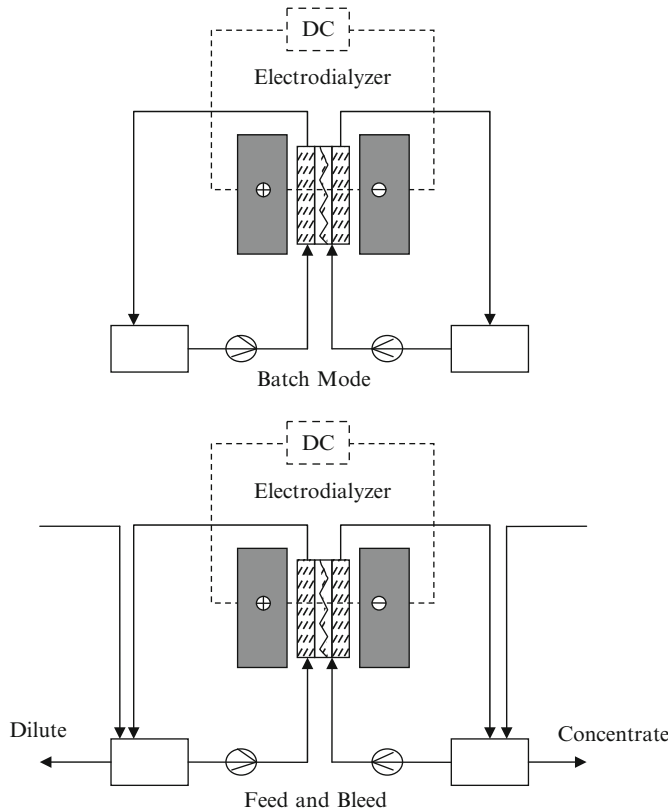 DC
Electrodialyzer
Batch Mode
DC
Electrodialyzer
Dilute
Concentrate
Feed and Bleed